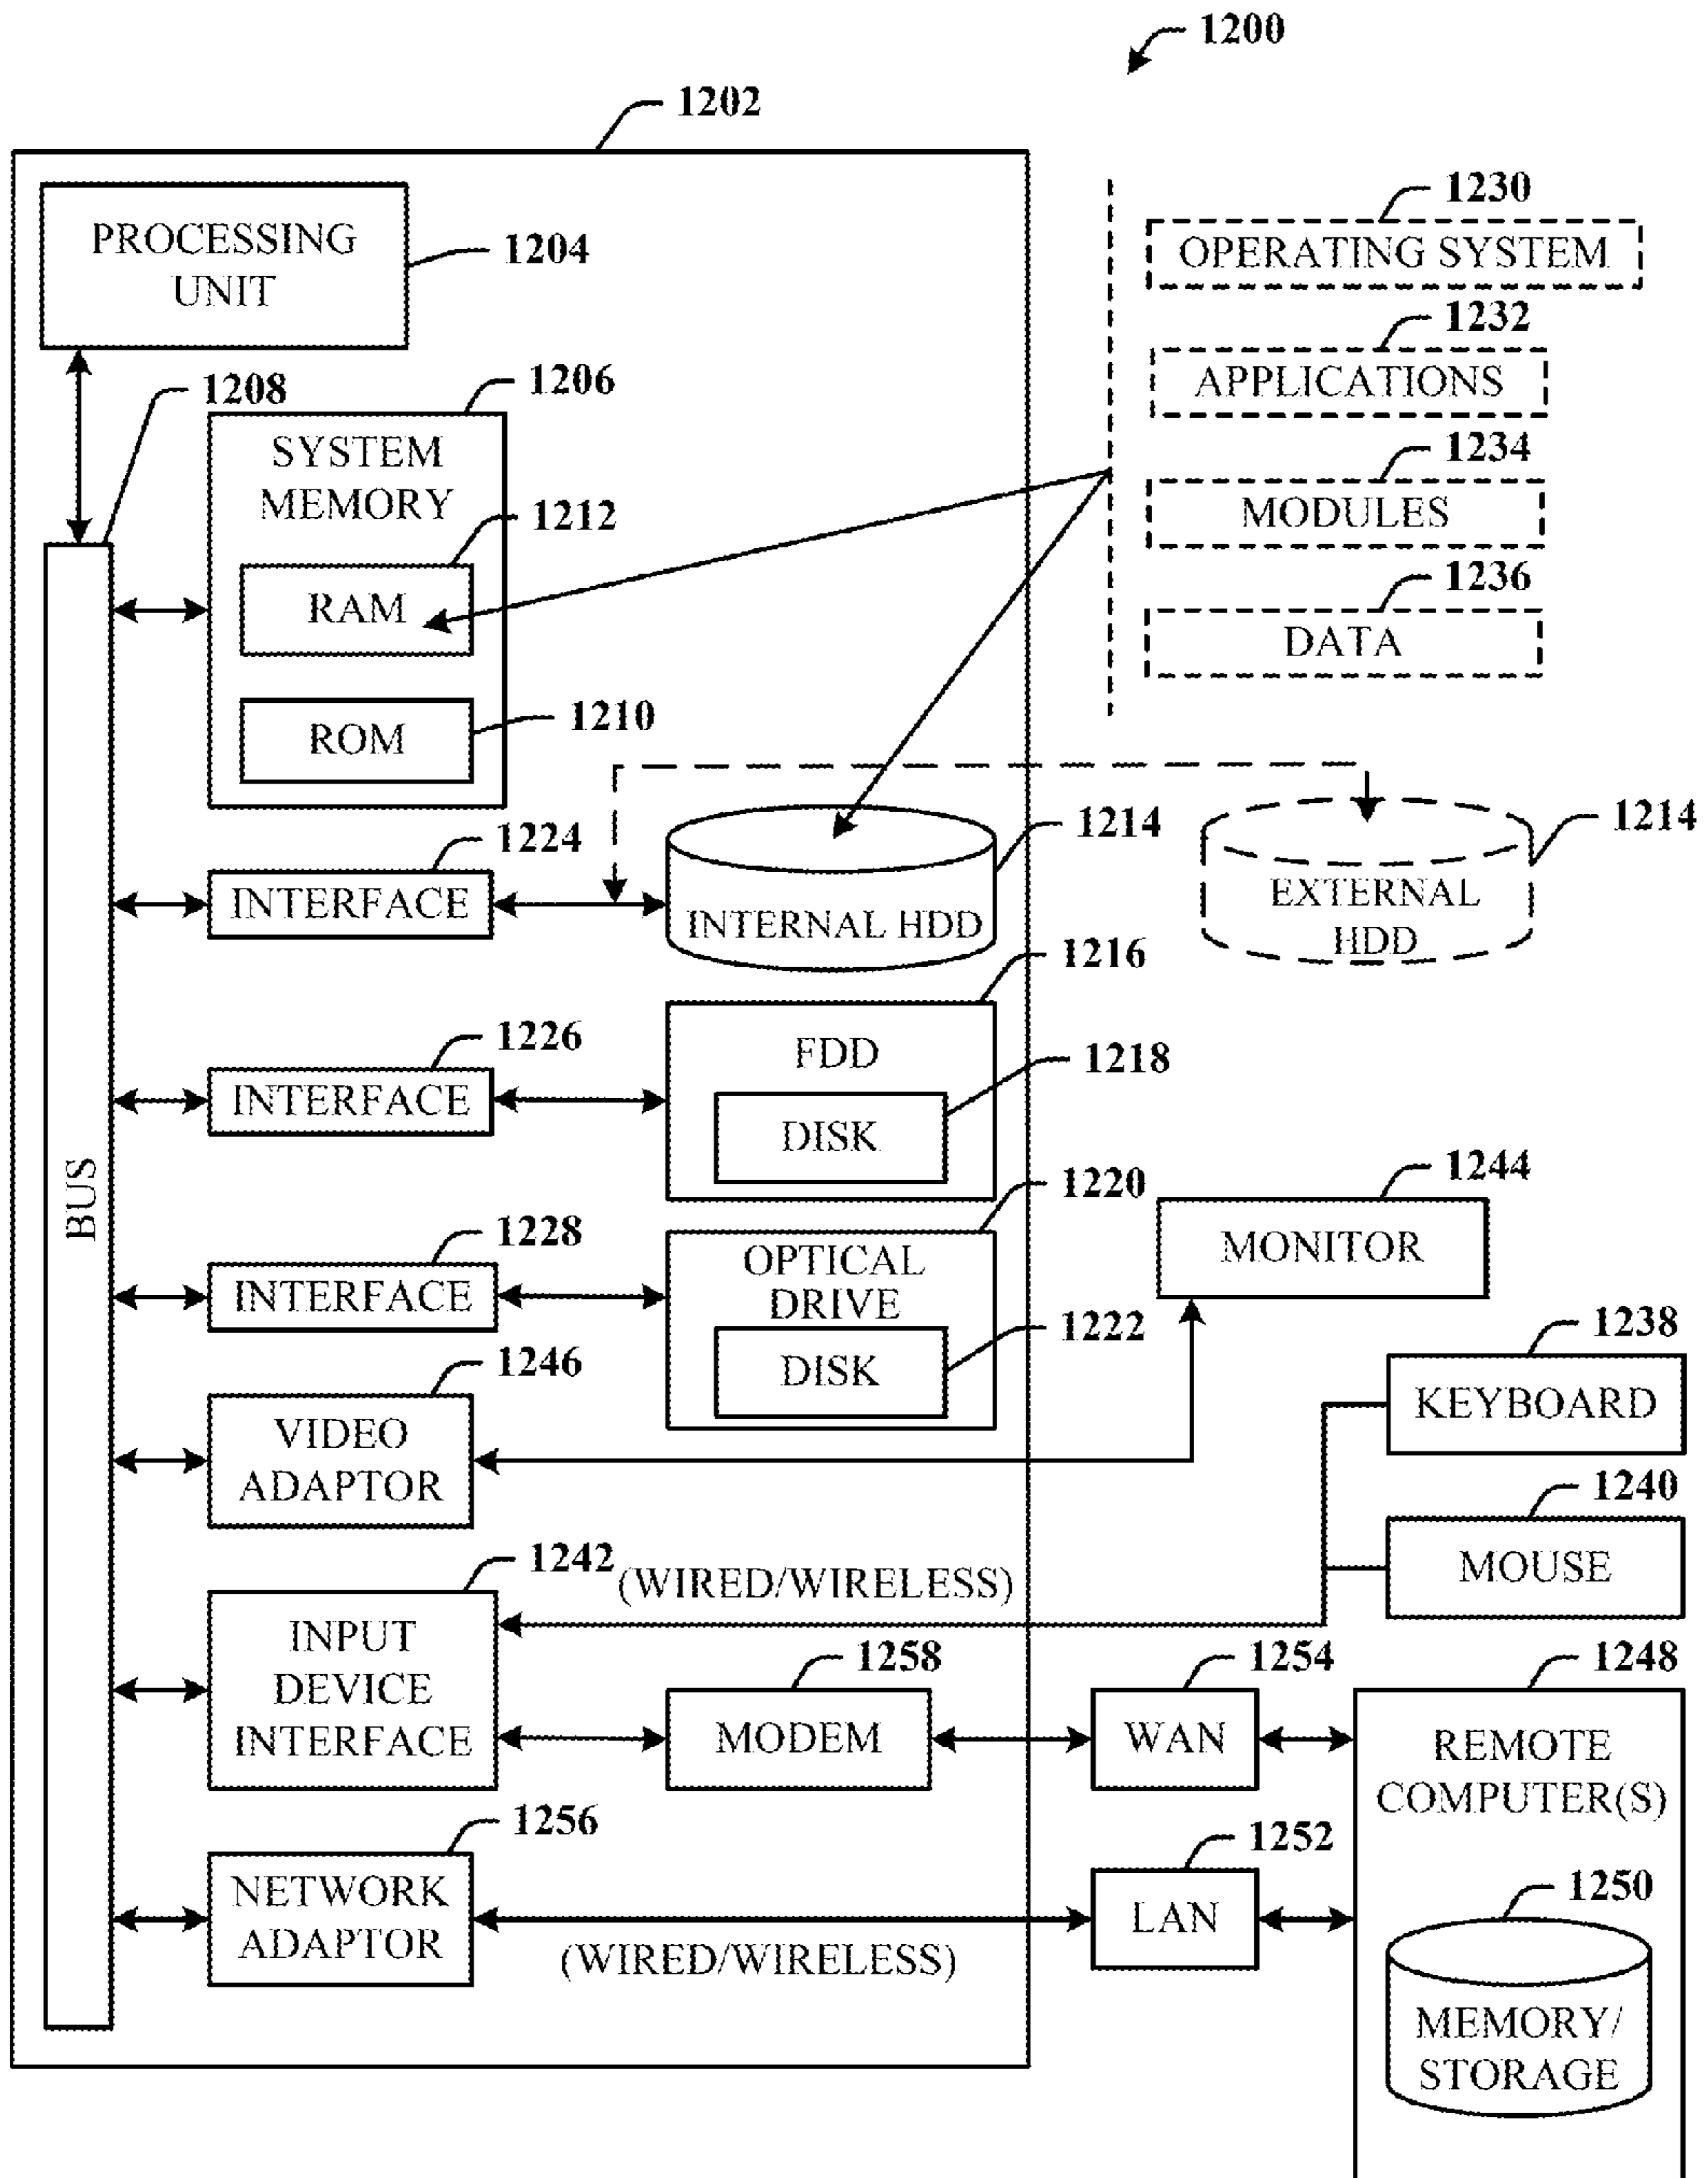 1200
1202
PROCESSING
UNIT
1204
1230
OPERATING SYSTEM
1232
APPLICATIONS
1234
MODULES
1236
DATA
1208
1206
SYSTEM
MEMORY
1212
RAM
1210
ROM
BUS
1224
INTERFACE
1214
INTERNAL HDD
1214
EXTERNAL
HDD
1216
FDD
1226
INTERFACE
1218
DISK
1220
OPTICAL
DRIVE
1228
INTERFACE
1222
DISK
1244
MONITOR
1246
VIDEO
ADAPTOR
1238
KEYBOARD
1240
MOUSE
1242
(WIRED/WIRELESS)
INPUT
DEVICE
INTERFACE
1258
MODEM
1254
WAN
1248
REMOTE
COMPUTER(S)
1256
NETWORK
ADAPTOR
(WIRED/WIRELESS)
1252
LAN
1250
MEMORY/
STORAGE